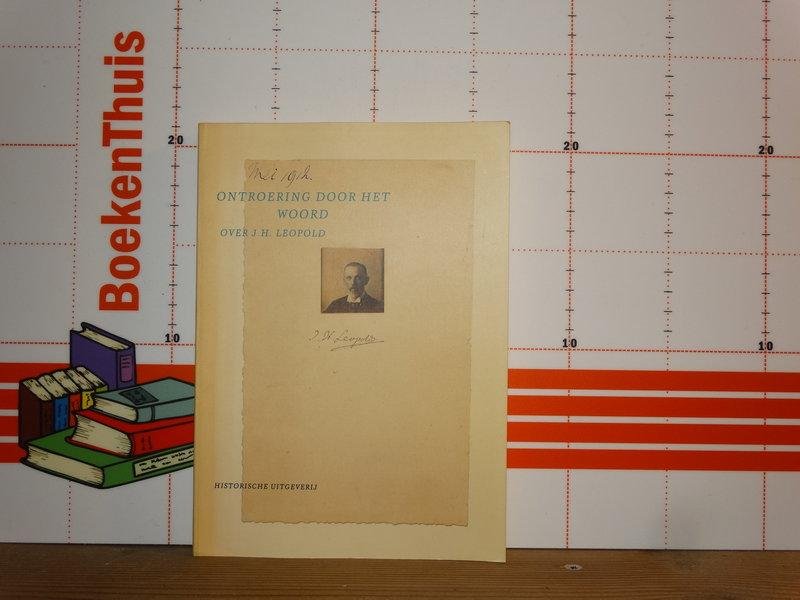 BoekenThuis
20
20
20
10
10
10
Mei 1912.
ONTROERING DOOR HET
WOORD
OVER J. H. LEOPOLD
J. H. Leopold
HISTORISCHE UITGEVERIJ